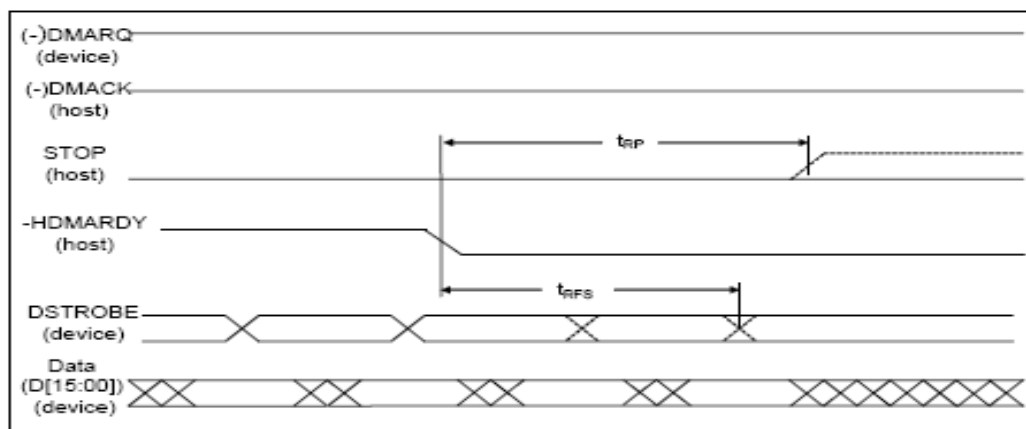 (-)DMARQ
(device)
(-)DMACK
(host)
tRP
STOP
(host)
-HDMARDY
(host)
tRFS
DSTROBE
(device)
Data
(D[15:00])
(device)